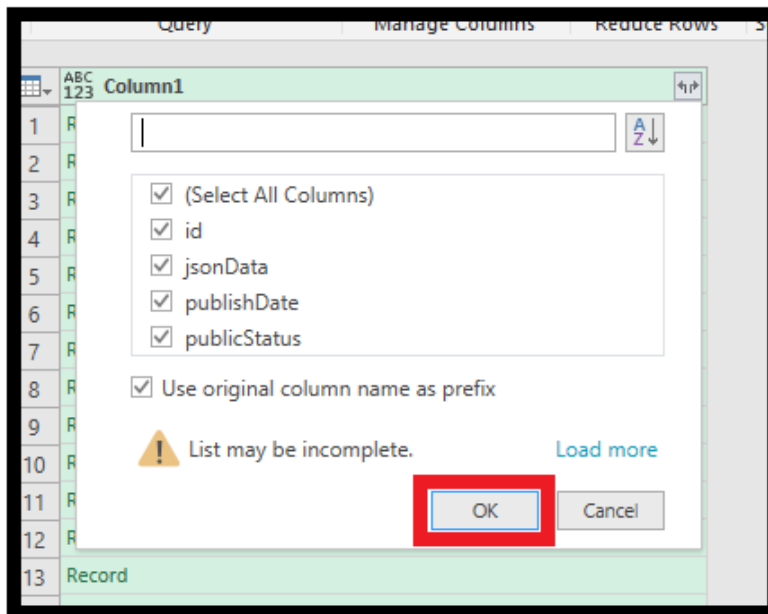 Query Manage Columns Reduce Rows S
ABC
123 Column1
A
Z
1 R
2 R
3 R
4 R
5 R
6 R
7 R
8 R
9 R
10 R
11 R
12 R
13 Record
(Select All Columns)
id
jsonData
publishDate
publicStatus
Use original column name as prefix
List may be incomplete. Load more
OK Cancel